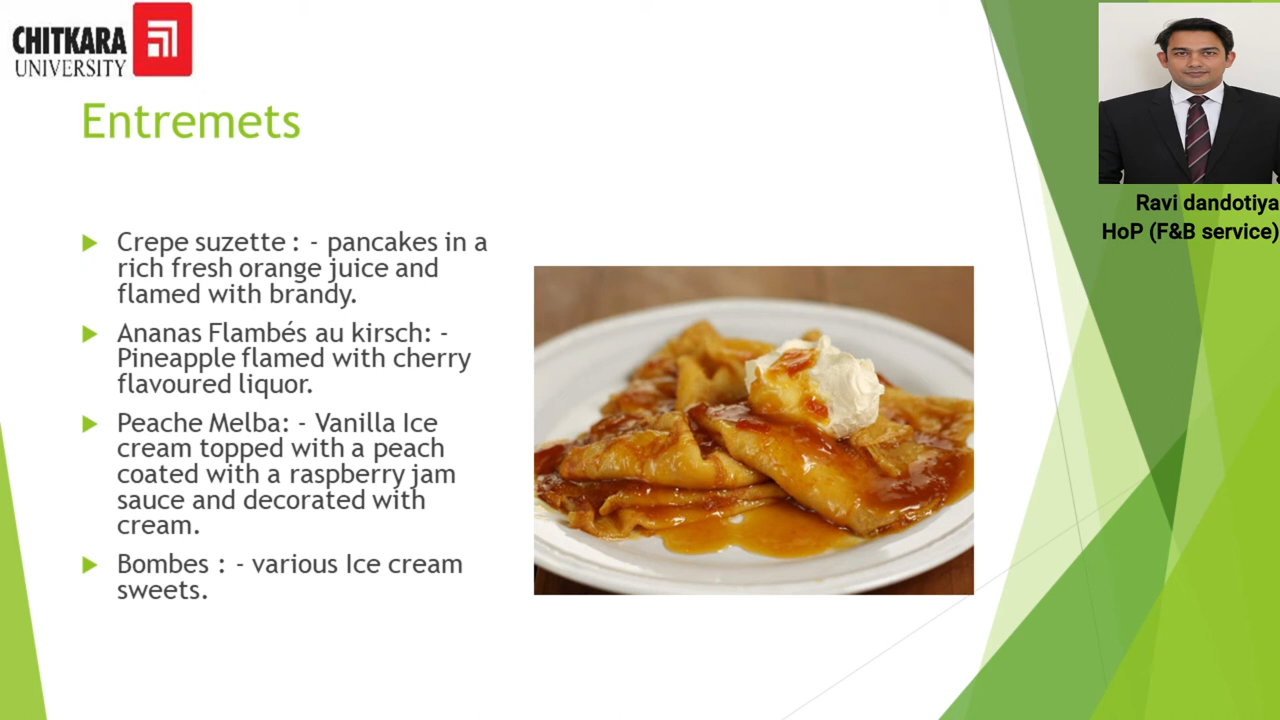 CHITKARA
UNIVERSITY
Entremets
Crepe suzette : - pancakes in a
rich fresh orange juice and
flamed with brandy.
Ananas Flambés au kirsch: -
Pineapple flamed with cherry
flavoured liquor.
Peache Melba: - Vanilla Ice
cream topped with a peach
coated with a raspberry jam
sauce and decorated with
cream.
Bombes : - various Ice cream
sweets.
Ravi dandotiya
HoP (F&B service)